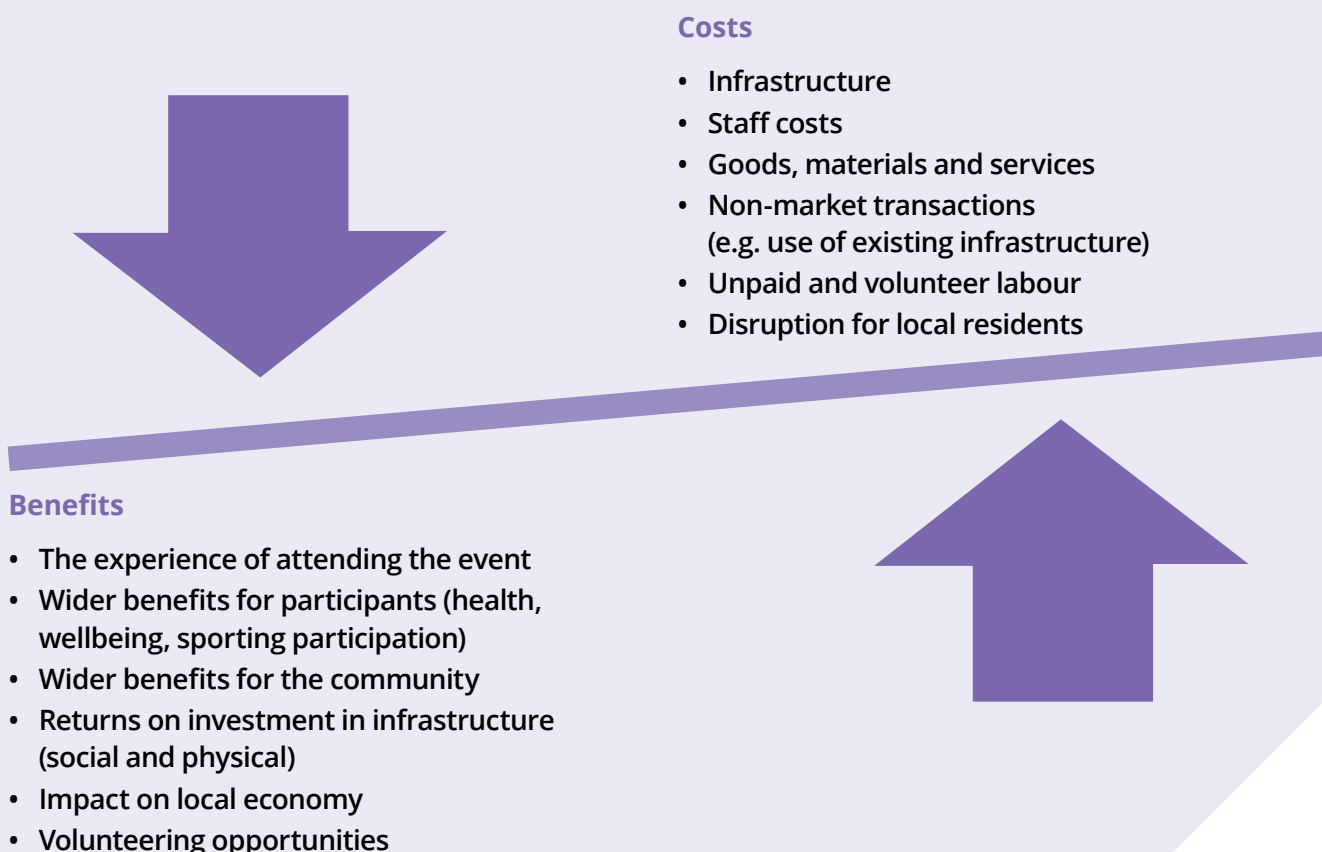 Costs
• Infrastructure
• Staff costs
• Goods, materials and services
• Non-market transactions
(e.g. use of existing infrastructure)
• Unpaid and volunteer labour
• Disruption for local residents
Benefits
• The experience of attending the event
• Wider benefits for participants (health,
wellbeing, sporting participation)
• Wider benefits for the community
• Returns on investment in infrastructure
(social and physical)
• Impact on local economy
• Volunteering opportunities